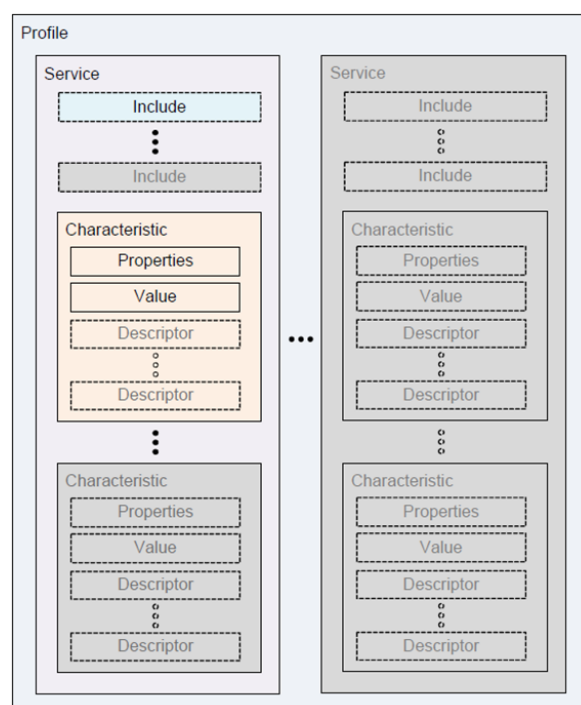 Profile
Service
Include
Include
Characteristic
Properties
Value
Descriptor
Descriptor
Characteristic
Properties
Value
Descriptor
Descriptor
Service
Include
Include
Characteristic
Properties
Value
Descriptor
Descriptor
Characteristic
Properties
Value
Descriptor
Descriptor